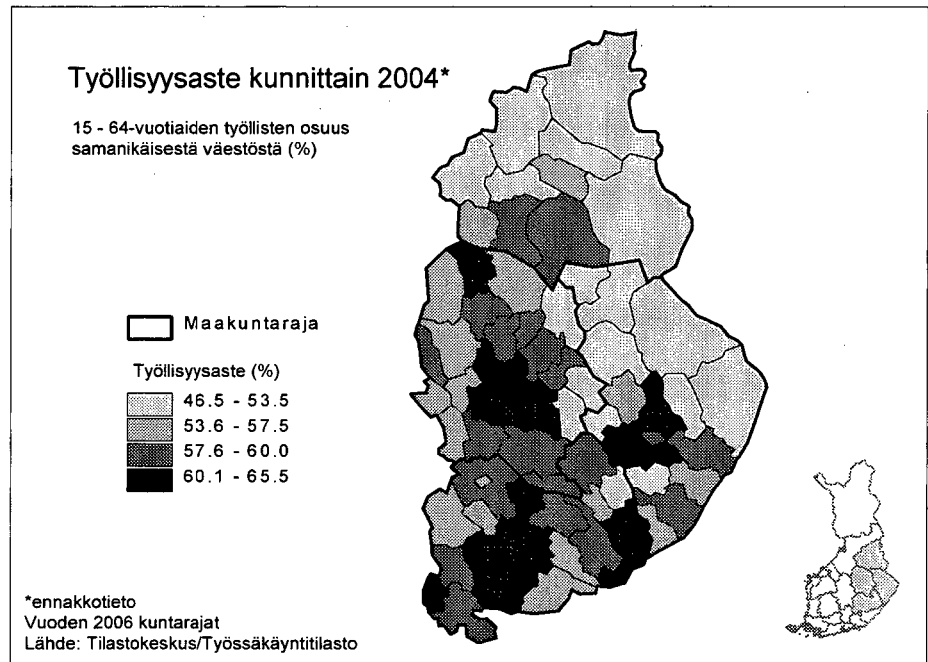 Työllisyysaste kunnittain 2004*
15 - 64-vuotiaiden työllisten osuus
samanikäisestä väestöstä (%)
Maakuntaraja
Työllisyysaste (%)
46.5 - 53.5
53.6 - 57.5
57.6 - 60.0
60.1 - 65.5
*ennakkotieto
Vuoden 2006 kuntarajat
Lähde: Tilastokeskus/Työssäkäyntitilasto